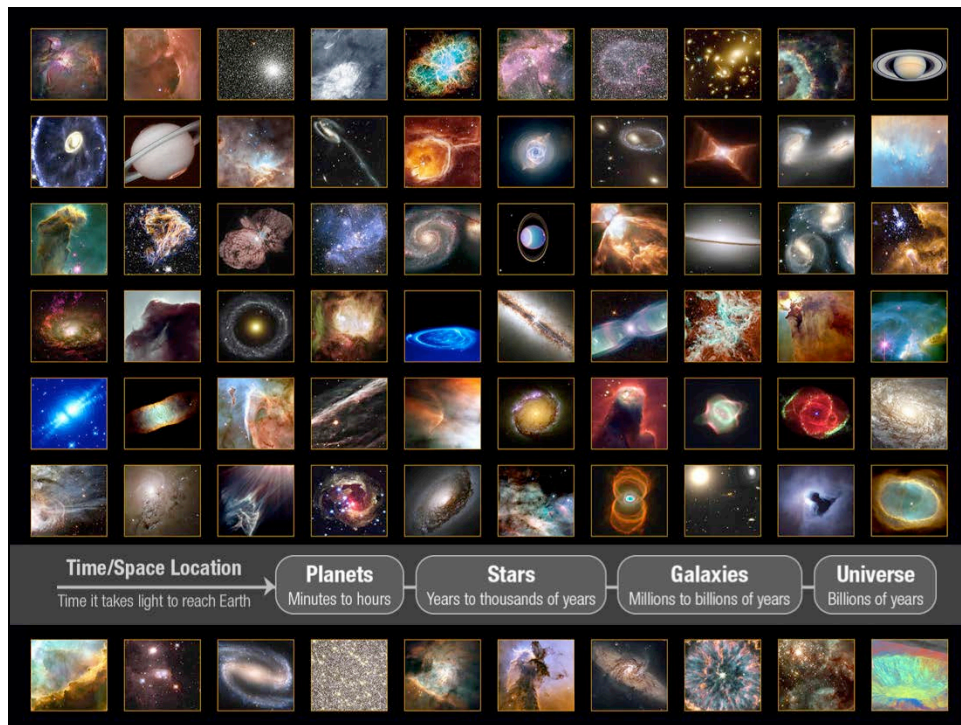 Time/Space Location
Time it takes light to reach Earth
Planets
Minutes to hours
Stars
Years to thousands of years
Galaxies
Millions to billions of years
Universe
Billions of years